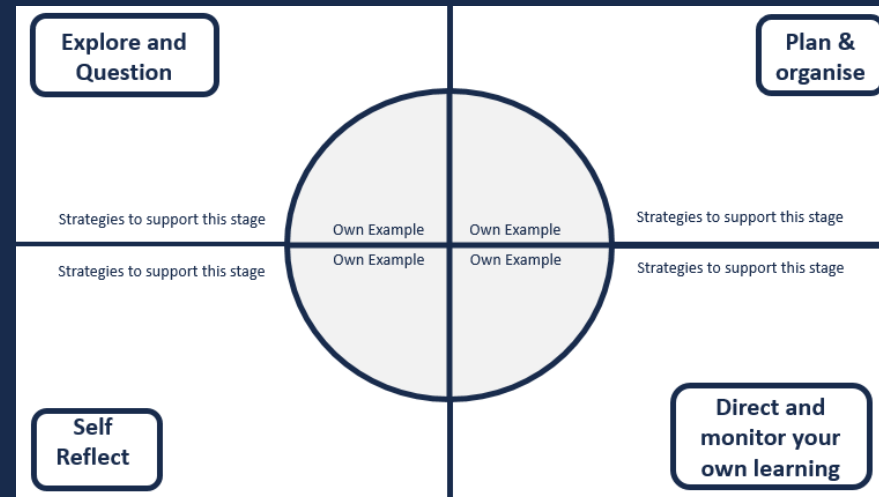 Explore and
Question
Plan &
organise
Strategies to support this stage
Own Example
Own Example
Strategies to support this stage
Strategies to support this stage
Own Example
Own Example
Strategies to support this stage
Self
Reflect
Direct and
monitor your
own learning